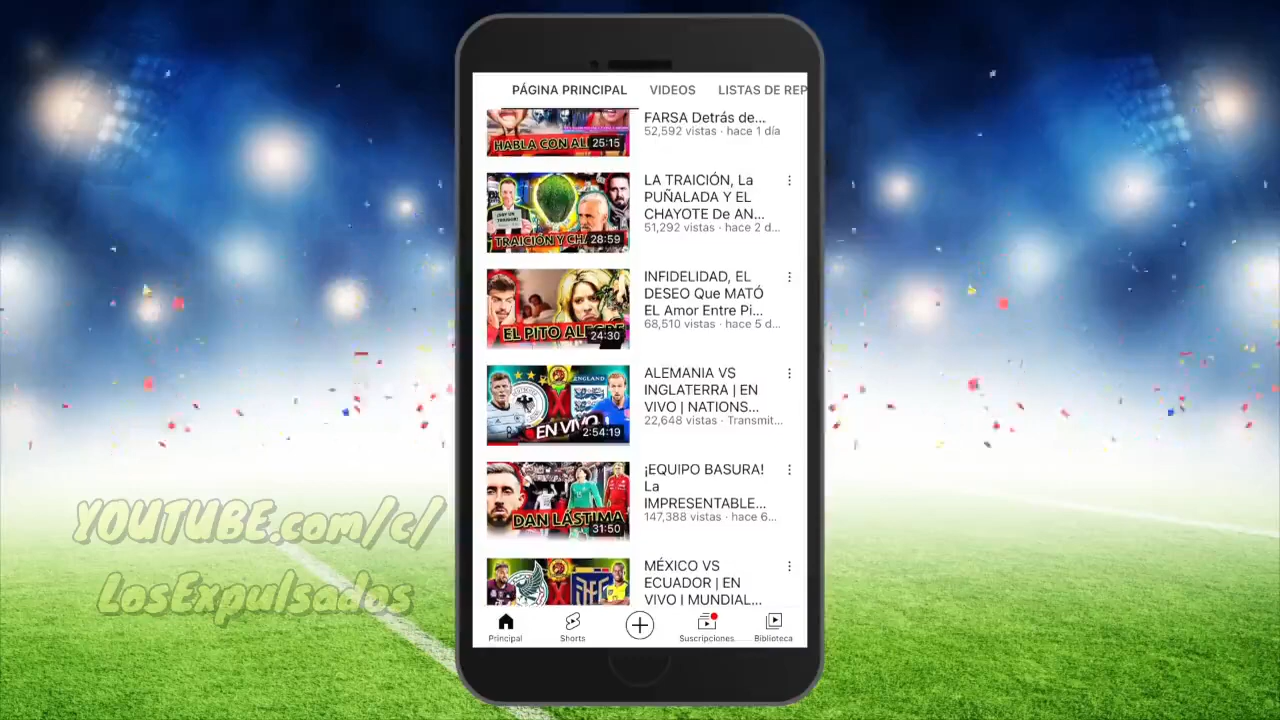 PÁGINA PRINCIPAL VIDEOS LISTAS DE REP
HABLA CON AL
25:15
FARSA Detrás de...
52,592 vistas · hace 1 día
TRAICIÓN Y CH
28:59
LA TRAICIÓN, La
PUÑALADA Y EL
CHAYOTE De AN...
51,292 vistas · hace 2 d...
EL PITO ALEGRE
24:30
INFIDELIDAD, EL
DESEO Que MATÓ
EL Amor Entre Pi...
68,510 vistas · hace 5 d...
ENGLAND
EN VIVO
2:54:19
ALEMANIA VS
INGLATERRA | EN
VIVO | NATIONS...
22,648 vistas · Transmit...
DAN LÁSTIMA
31:50
¡EQUIPO BASURA!
La
IMPRESENTABLE...
147,388 vistas · hace 6...
MÉXICO VS
ECUADOR | EN
VIVO | MUNDIAL...
Principal Shorts Suscripciones Biblioteca
YOUTUBE.com/c/
LosExpulsados